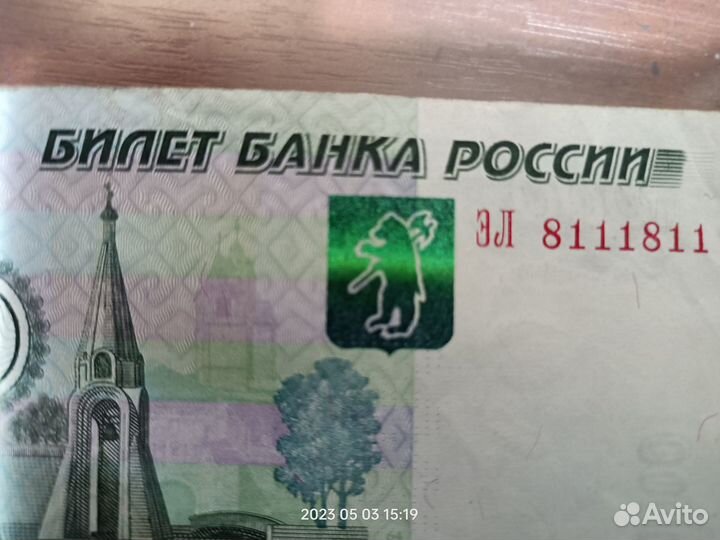 БИЛЕТ БАНКА РОССИИ
ЭЛ 8111811
2023 05 03 15:19
Avito